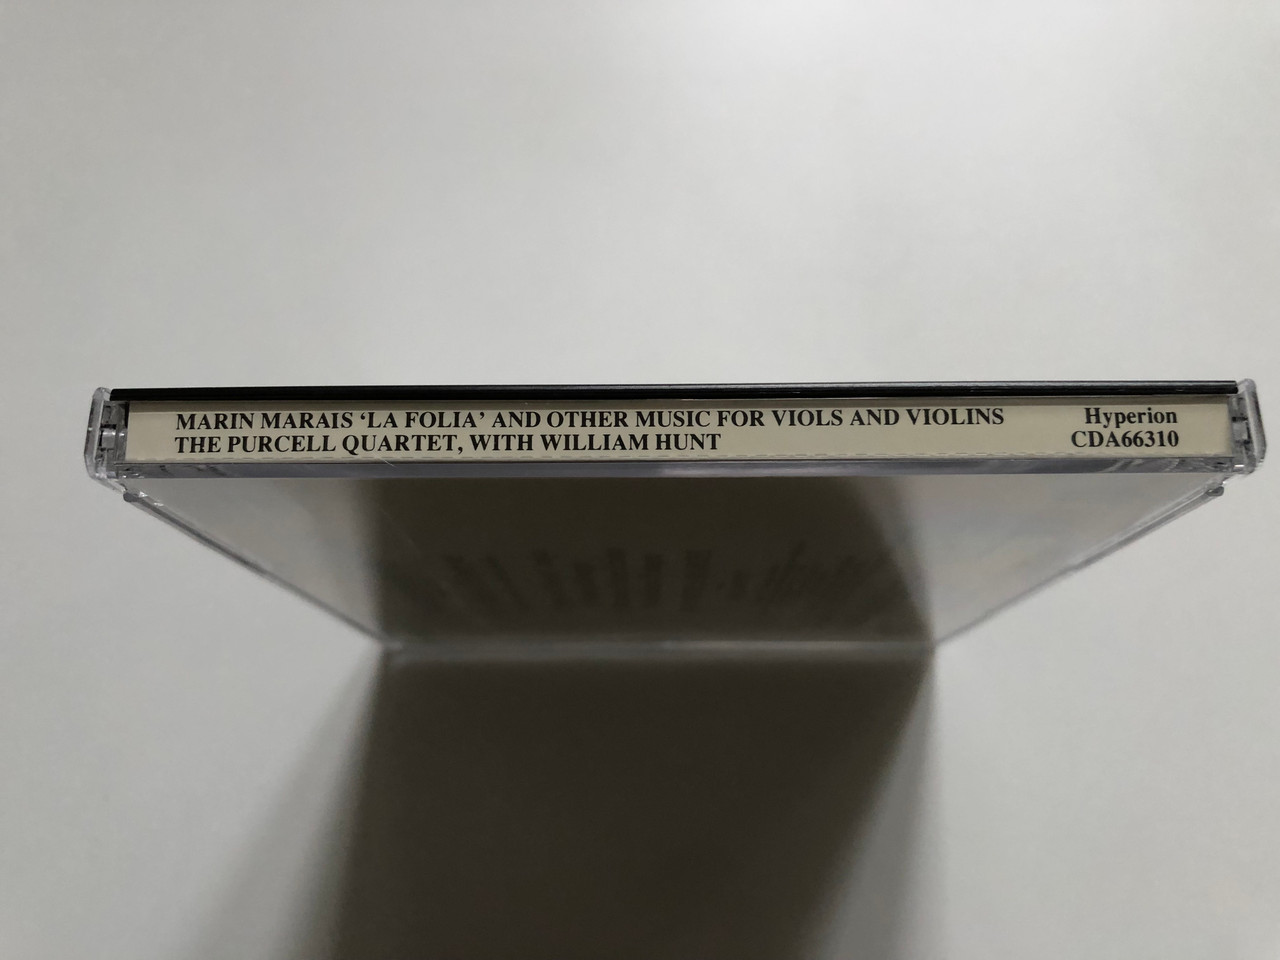 MARIN MARAIS ‘LA FOLIA’ AND OTHER MUSIC FOR VIOLS AND VIOLINS
THE PURCELL QUARTET, WITH WILLIAM HUNT
Hyperion
CDA66310